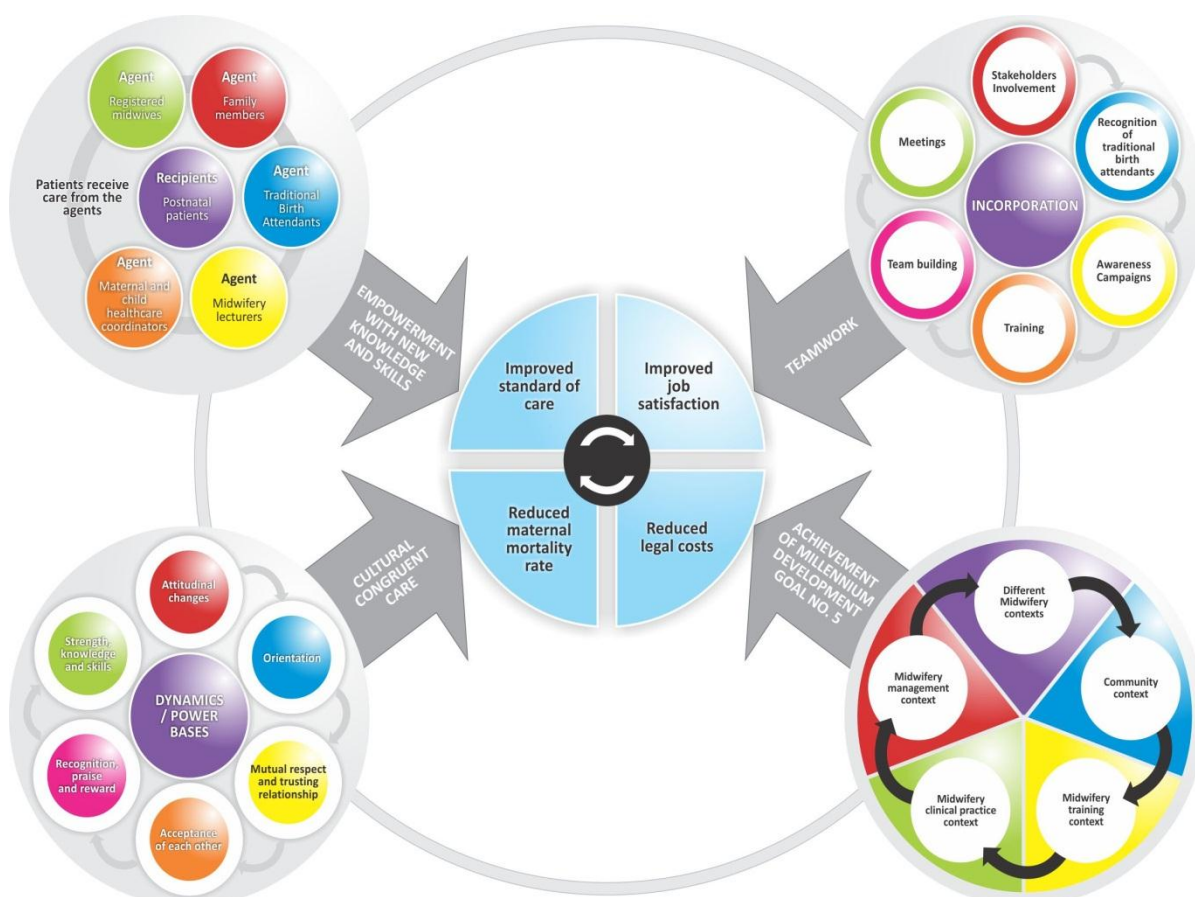 Agent
Registered
midwives
Agent
Family
members
Patients receive
care from the
agents
Recipients
Postnatal
patients
Agent
Traditional
Birth
Attendants
Agent
Maternal and
child
healthcare
coordinators
Agent
Midwifery
lecturers
EMPOWERMENT
WITH NEW
KNOWLEDGE
AND SKILLS
Stakeholders
Involvement
Meetings
Recognition
of
traditional
birth
attendants
INCORPORATION
Team building
Awareness
Campaigns
Training
TEAMWORK
Improved
standard of
care
Improved
job
satisfaction
Reduced
maternal
mortality
rate
Reduced
legal costs
Attitudinal
changes
Strength,
knowledge
and skills
Orientation
DYNAMICS
/ POWER
BASES
Recognition,
praise
and reward
Mutual respect
and trusting
relationship
Acceptance
of each other
CULTURAL
CONGRUENT
CARE
ACHIEVEMENT
OF MILLENNIUM
DEVELOPMENT
GOAL NO. 5
Different
Midwifery
contexts
Midwifery
management
context
Community
context
Midwifery
clinical practice
context
Midwifery
training
context